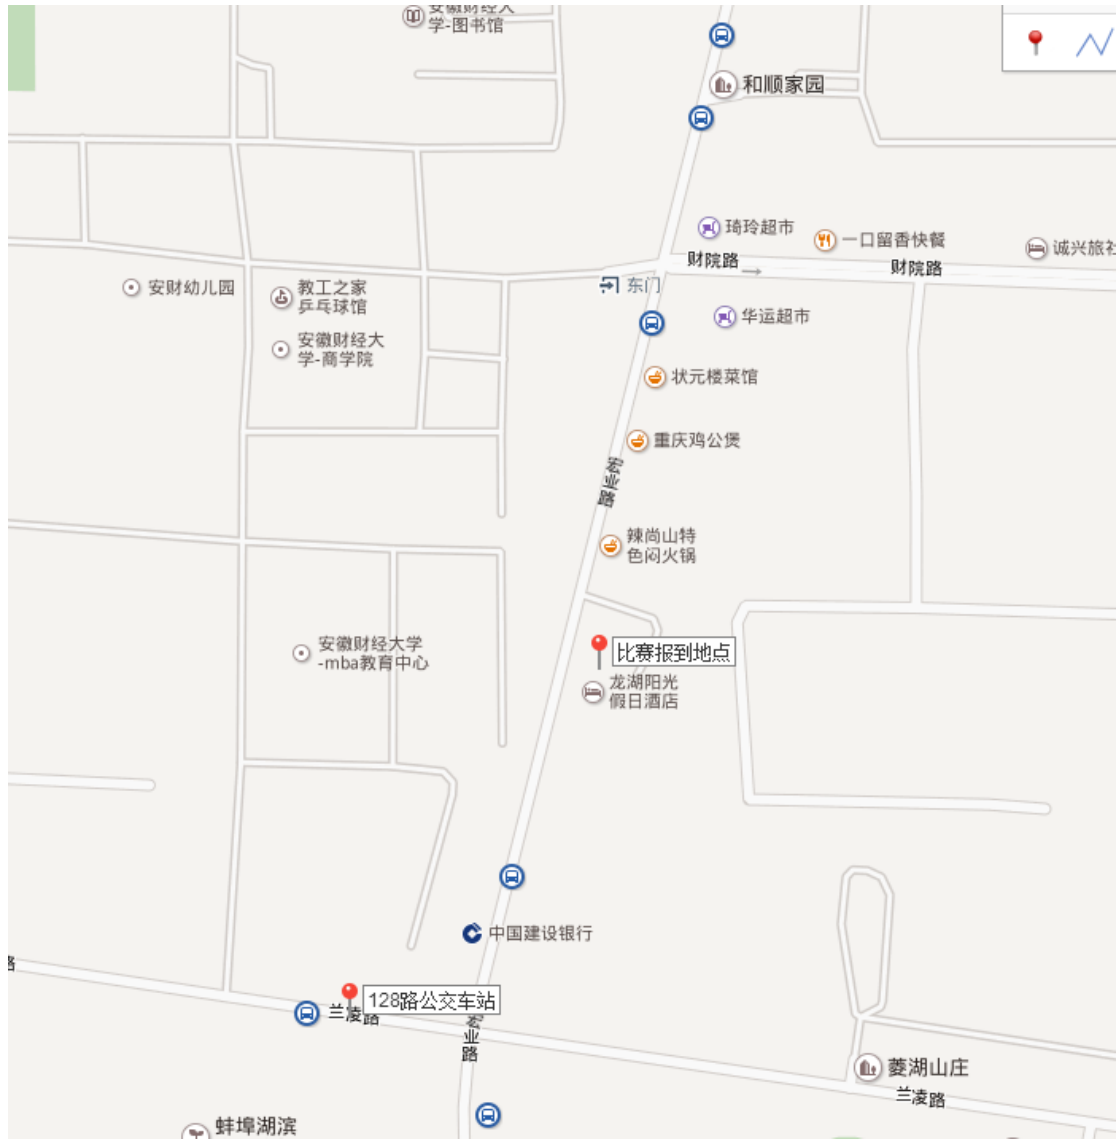 安徽财经大
学-图书馆
和顺家园
琦玲超市
一口留香快餐
诚兴旅社
财院路
财院路
东门
安财幼儿园
教工之家
乒乓球馆
华运超市
安徽财经大
学-商学院
状元楼菜馆
重庆鸡公煲
宏业路
辣尚山特
色闷火锅
安徽财经大学
-mba教育中心
比赛报到地点
龙湖阳光
假日酒店
中国建设银行
路
128路公交车站
兰凌路
宏业路
菱湖山庄
兰凌路
蚌埠湖滨